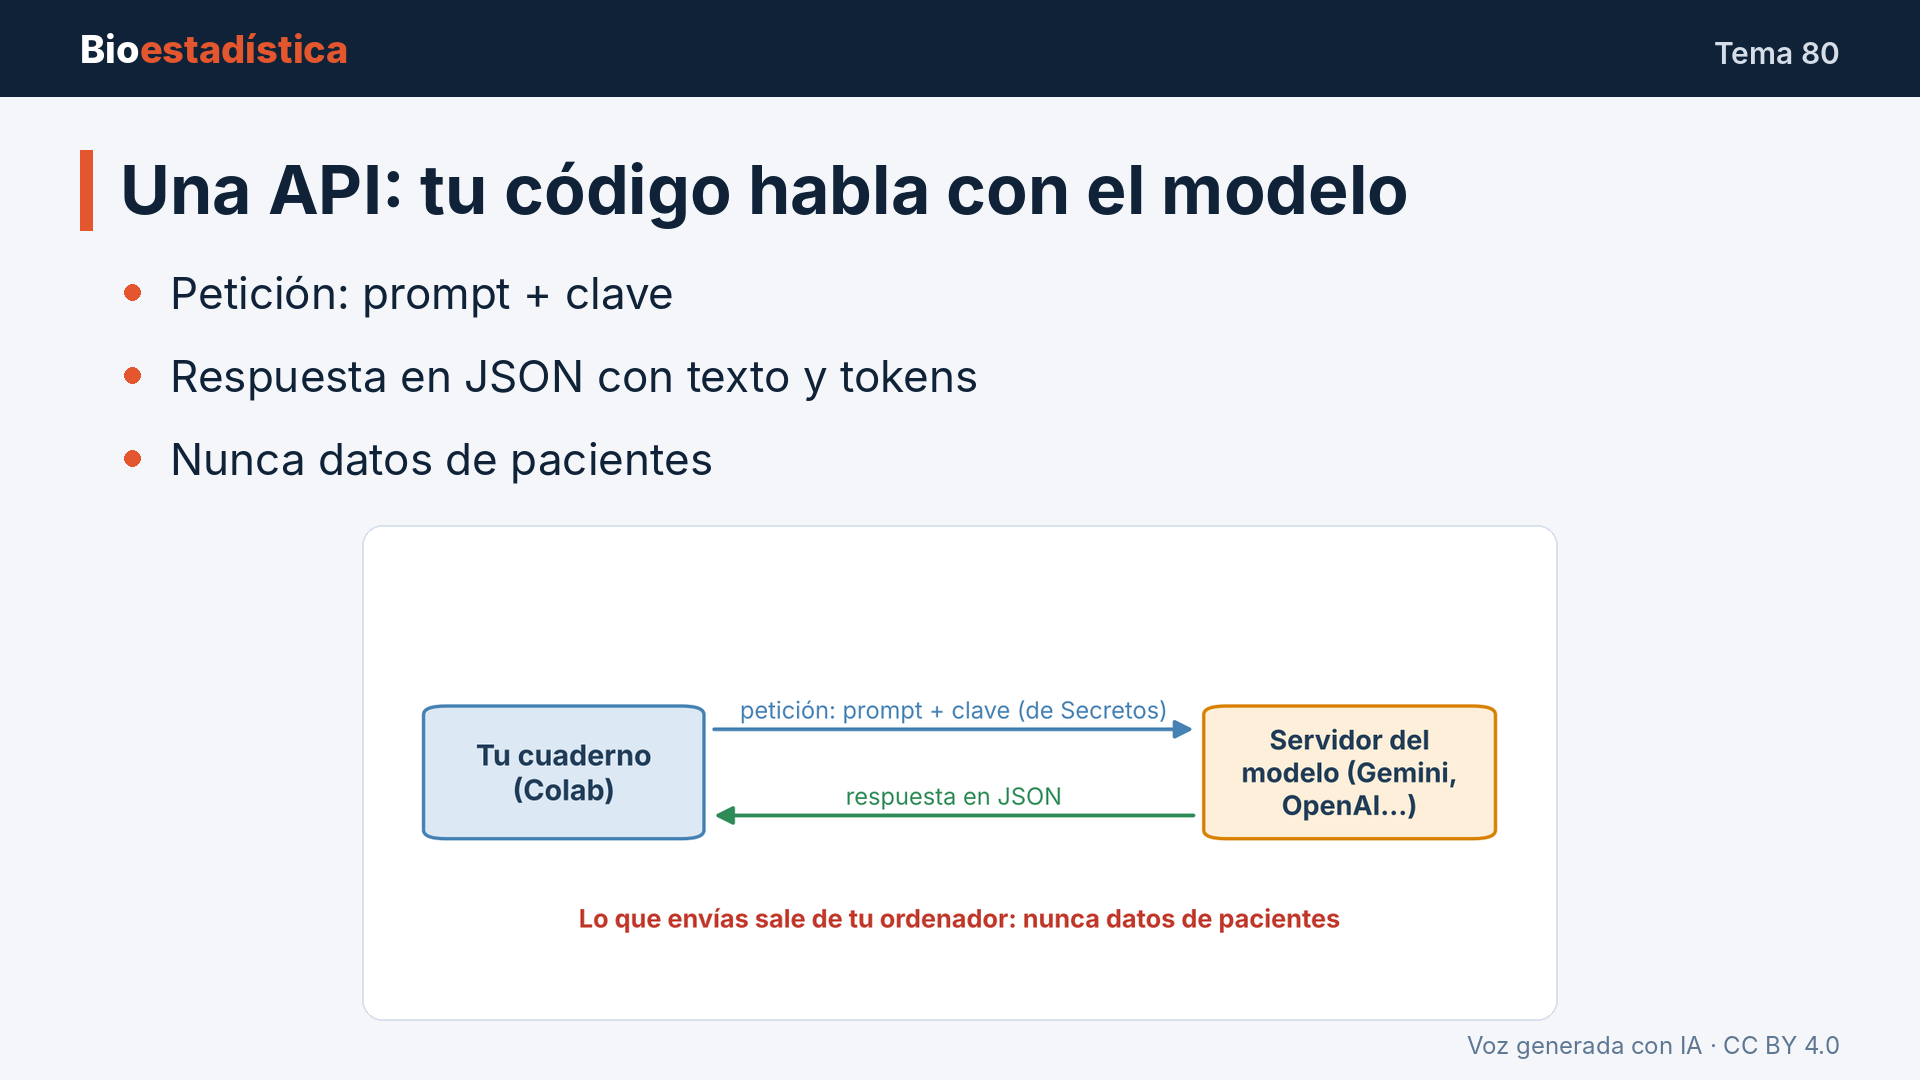 Bioestadística
Tema 80
Una API: tu código habla con el modelo
Petición: prompt + clave
Respuesta en JSON con texto y tokens
Nunca datos de pacientes
petición: prompt + clave (de Secretos)
Tu cuaderno
(Colab)
respuesta en JSON
Servidor del
modelo (Gemini,
OpenAI...)
Lo que envías sale de tu ordenador: nunca datos de pacientes
Voz generada con IA · CC BY 4.0